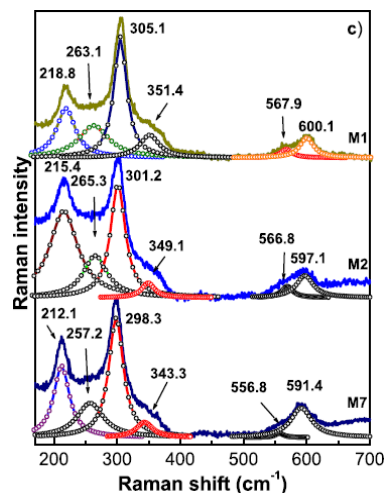 c)
305.1
263.1
218.8
351.4
567.9
600.1
M1
215.4
265.3
301.2
349.1
566.8
597.1
M2
212.1
257.2
298.3
343.3
556.8
591.4
M7
Raman intensity
200 300 400 500 600 700
Raman shift (cm⁻¹)